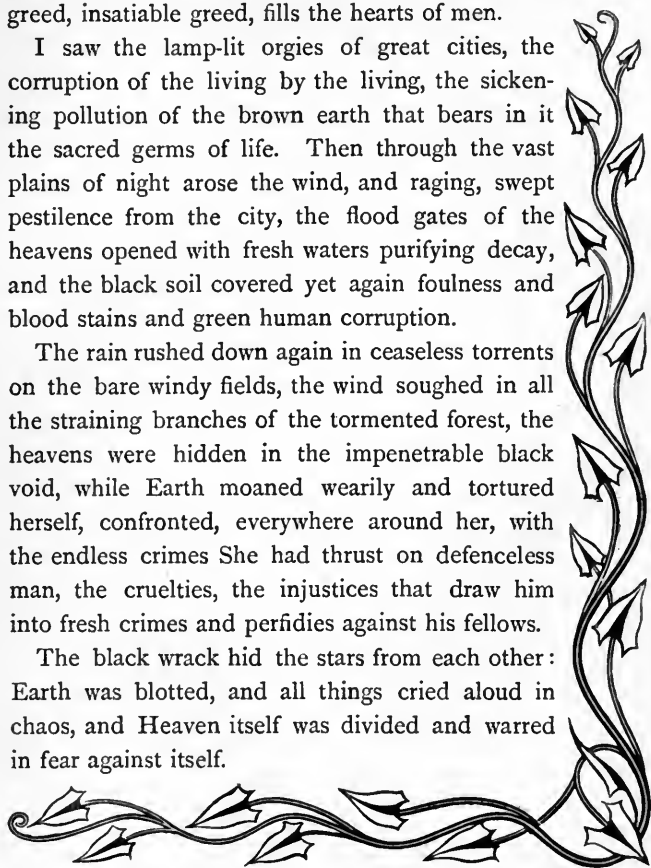 greed, insatiable greed, fills the hearts of men.
I saw the lamp-lit orgies of great cities, the
corruption of the living by the living, the sicken-
ing pollution of the brown earth that bears in it
the sacred germs of life. Then through the vast
plains of night arose the wind, and raging, swept
pestilence from the city, the flood gates of the
heavens opened with fresh waters purifying decay,
and the black soil covered yet again foulness and
blood stains and green human corruption.
The rain rushed down again in ceaseless torrents
on the bare windy fields, the wind soughed in all
the straining branches of the tormented forest, the
heavens were hidden in the impenetrable black
void, while Earth moaned wearily and tortured
herself, confronted, everywhere around her, with
the endless crimes She had thrust on defenceless
man, the cruelties, the injustices that draw him
into fresh crimes and perfidies against his fellows.
The black wrack hid the stars from each other:
Earth was blotted, and all things cried aloud in
chaos, and Heaven itself was divided and warred
in fear against itself.